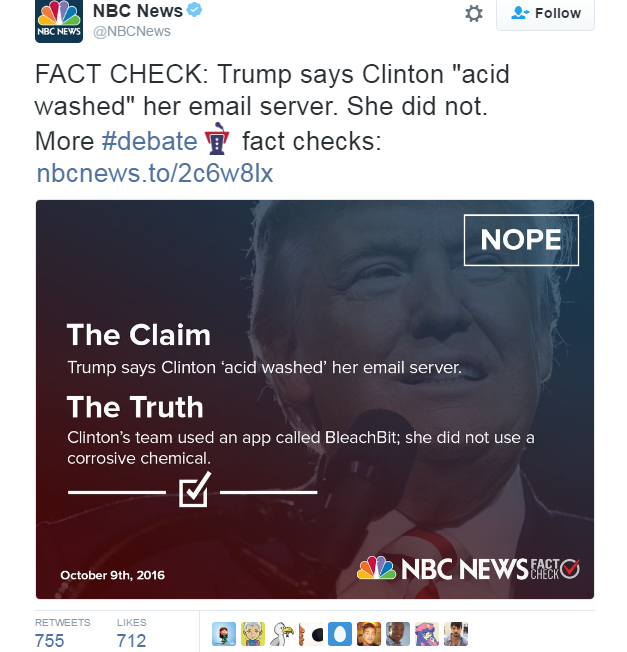 NBC News
@NBCNews
Follow
NBC NEWS
FACT CHECK: Trump says Clinton "acid
washed" her email server. She did not.
More #debate fact checks:
nbcnews.to/2c6w8lx
NOPE
The Claim
Trump says Clinton ‘acid washed’ her email server.
The Truth
Clinton’s team used an app called BleachBit; she did not use a
corrosive chemical.
October 9th, 2016
NBC NEWS FACT CHECK
RETWEETS LIKES
755 712